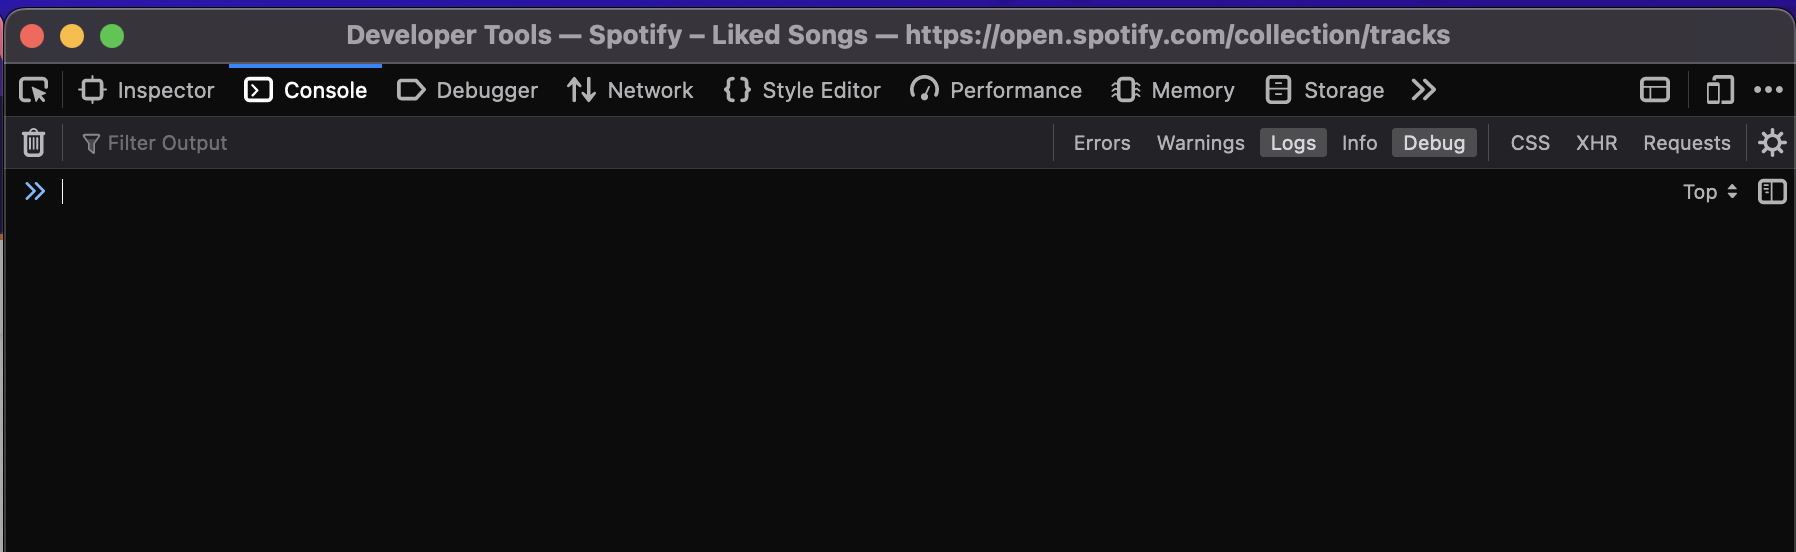 Developer Tools — Spotify – Liked Songs — https://open.spotify.com/collection/tracks
Inspector Console Debugger Network Style Editor Performance Memory Storage
Filter Output Errors Warnings Logs Info Debug CSS XHR Requests
Top